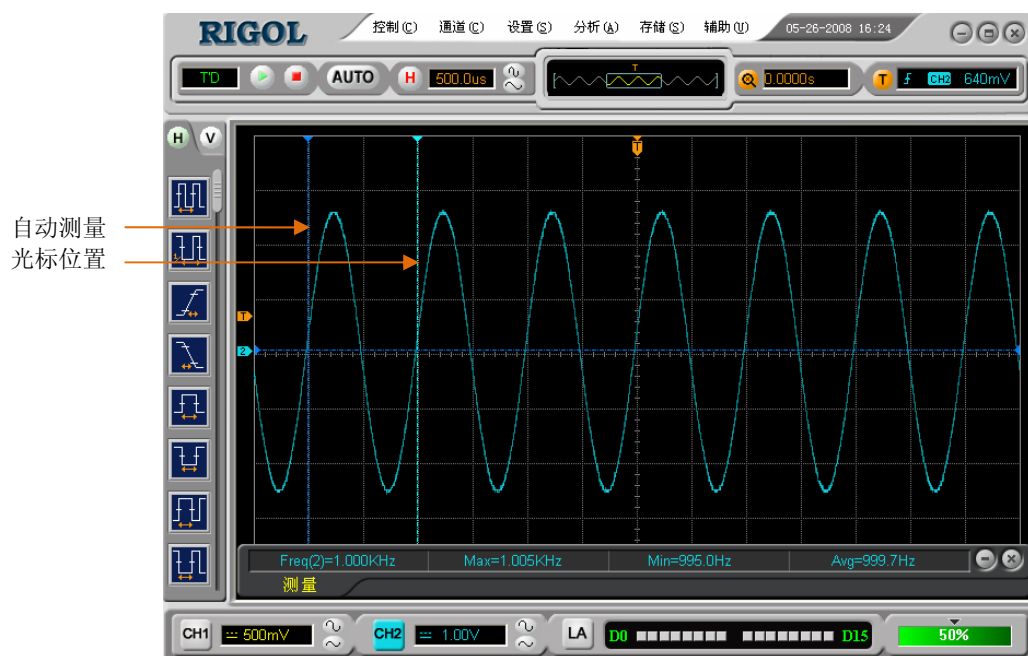 RIGOL
控制(C) 通道(C) 设置(S) 分析(A) 存储(S) 辅助(U) 05-26-2008 16:24
T'D AUTO H 500.0us T 0.0000s T CH2 640mV
H V
T
自动测量
光标位置
T
2
Freq(2)=1.000KHz Max=1.005KHz Min=995.0Hz Avg=999.7Hz
测量
CH1 500mV CH2 1.00V LA D0 D15 50%